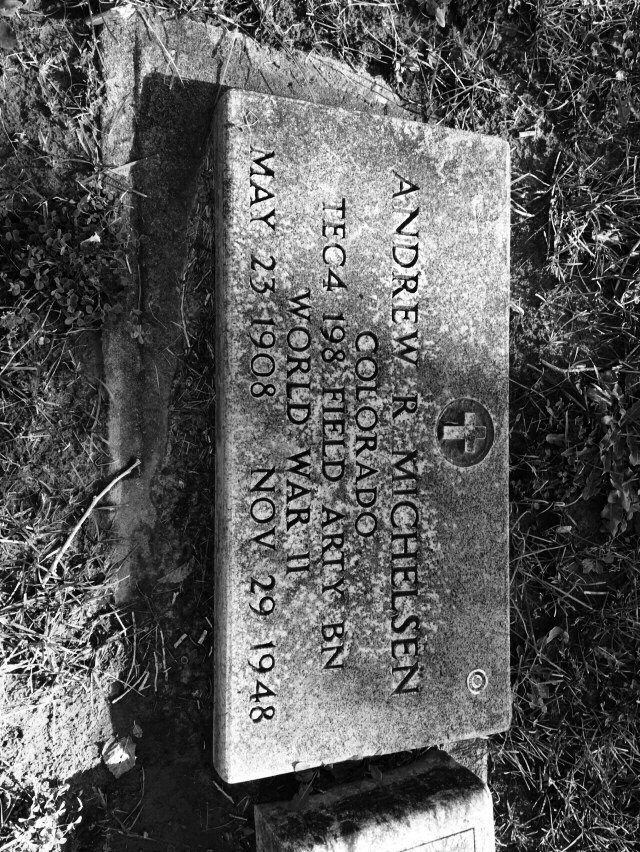 ANDREW R MICHELSEN
COLORADO
TEC4 198 FIELD ARTY BN
WORLD WAR II
MAY 23 1908 NOV 29 1948